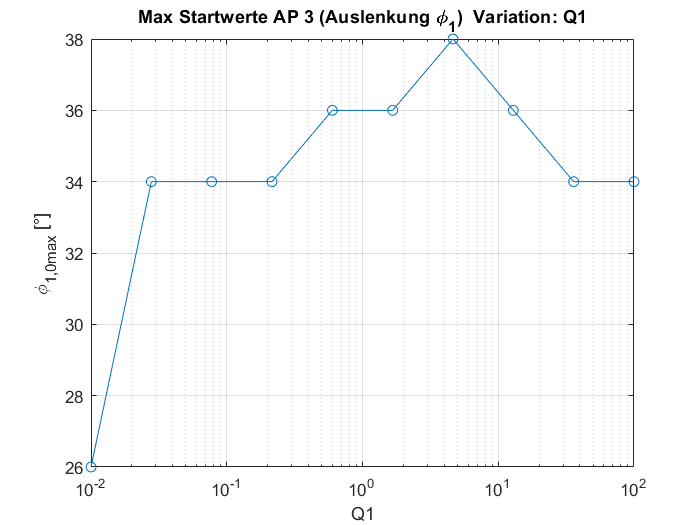 Max Startwerte AP 3 (Auslenkung ϕ₁) Variation: Q1
38
36
34
32
30
28
26
ϕ₁,₀ₘₐₓ [°]
10⁻² 10⁻¹ 10⁰ 10¹ 10²
Q1